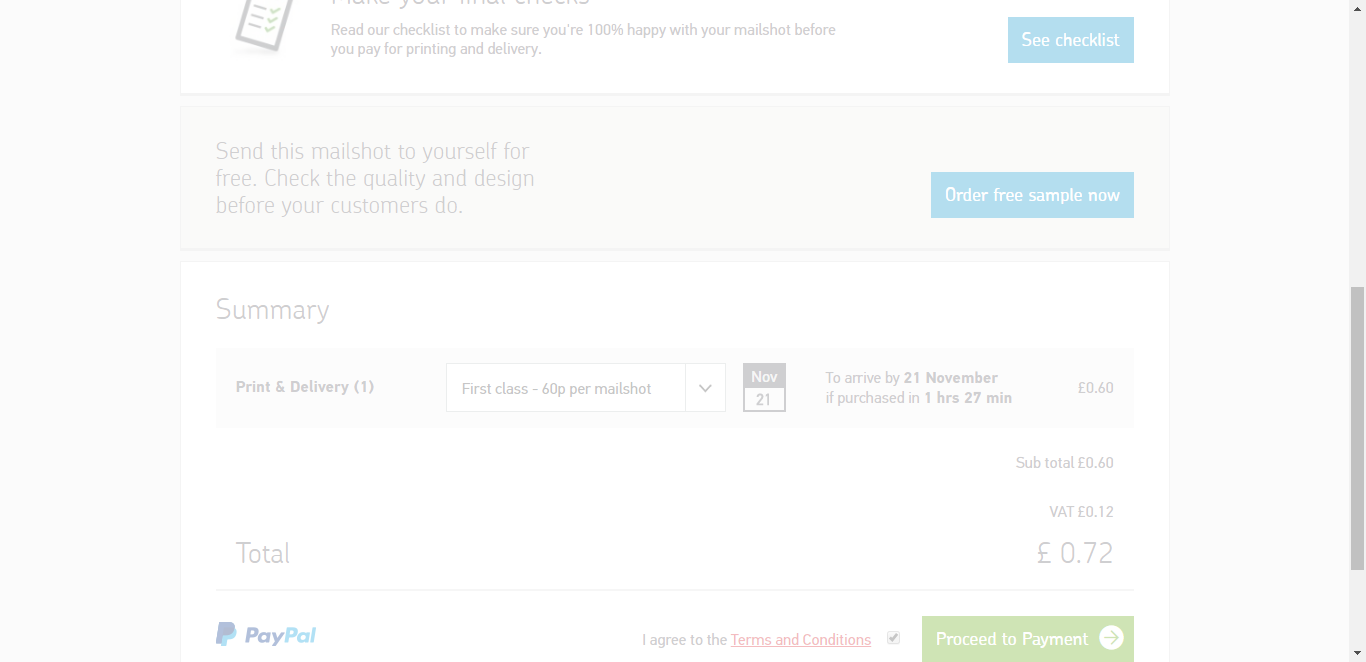 Make your final checks
Read our checklist to make sure you're 100% happy with your mailshot before
you pay for printing and delivery.
See checklist
Send this mailshot to yourself for
free. Check the quality and design
before your customers do.
Order free sample now
Summary
Print & Delivery (1)
First class - 60p per mailshot
Nov
21
To arrive by 21 November
if purchased in 1 hrs 27 min
£0.60
Sub total £0.60
VAT £0.12
Total
£ 0.72
PayPal
I agree to the Terms and Conditions
Proceed to Payment